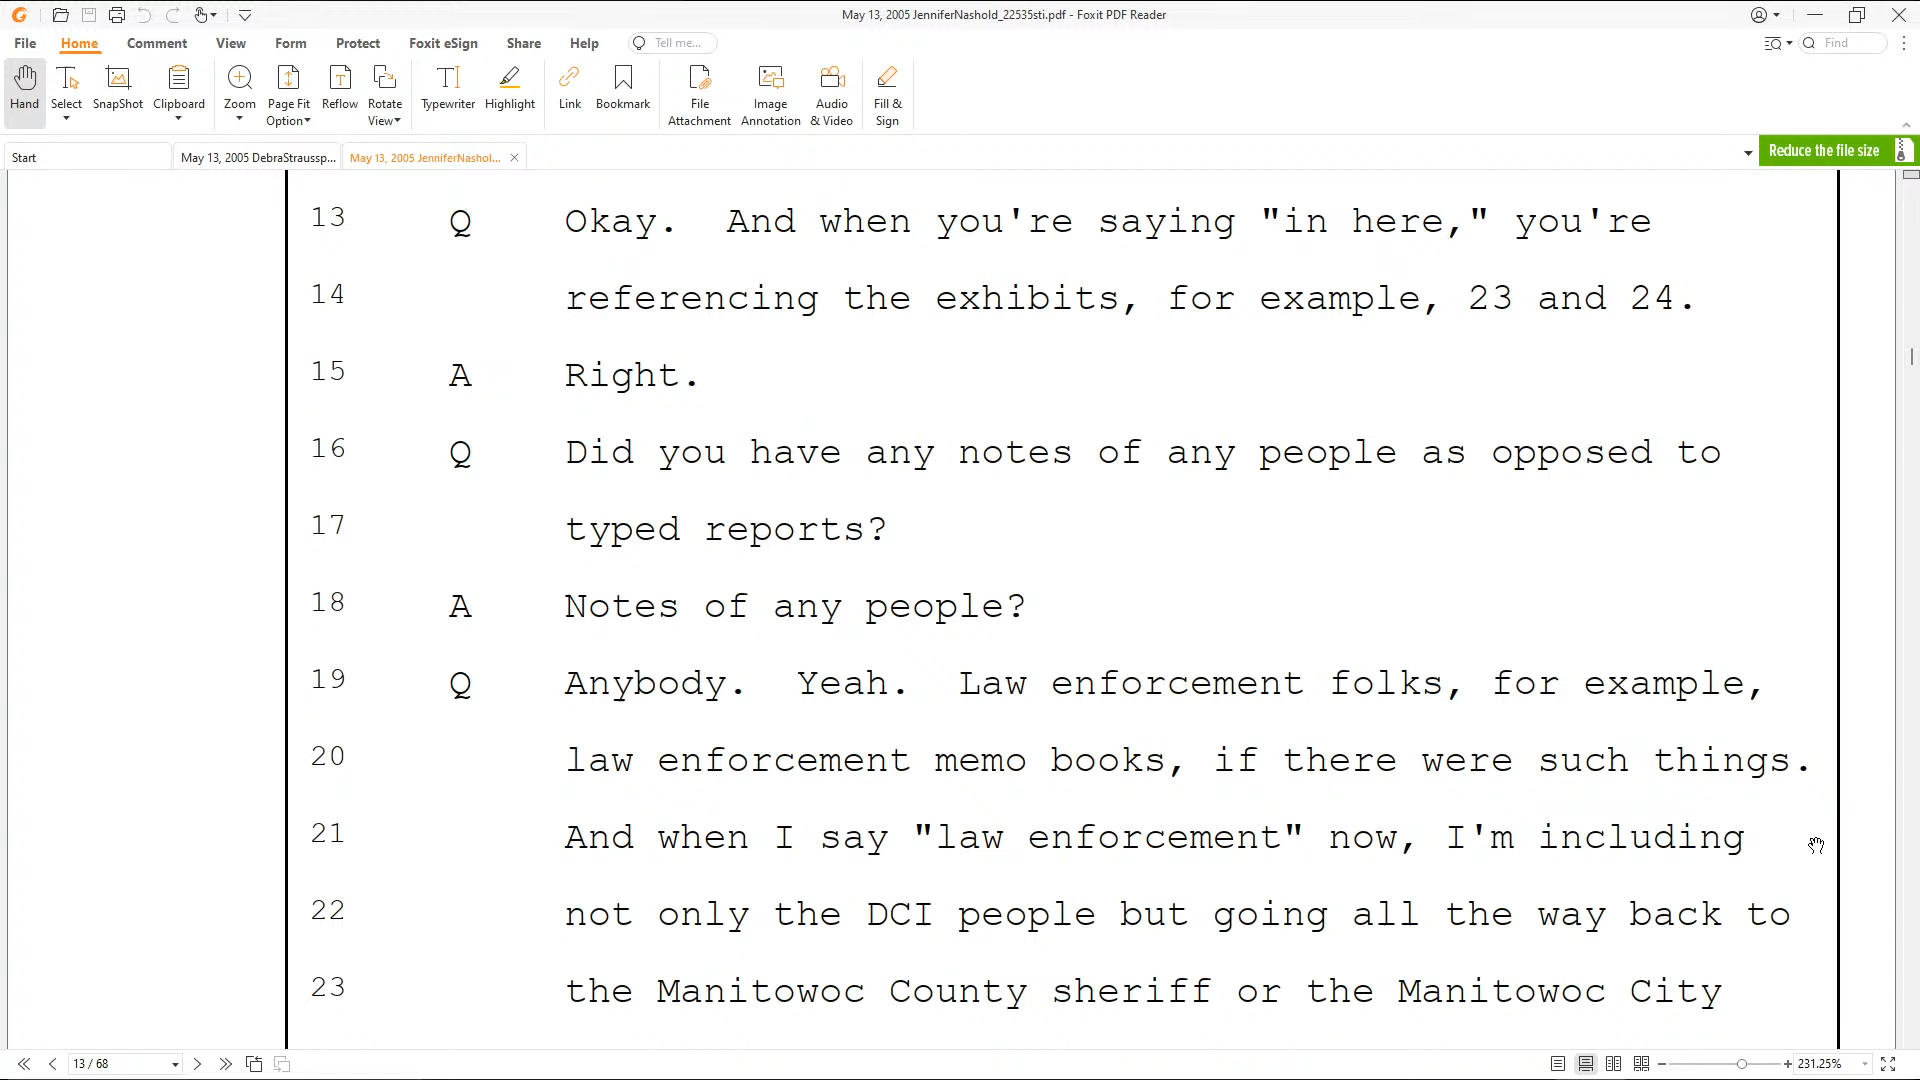 May 13, 2005 JenniferNashold_22535sti.pdf - Foxit PDF Reader
File Home Comment View Form Protect Foxit eSign Share Help Tell me... Find
Hand Select SnapShot Clipboard Zoom Page Fit Option Reflow Rotate View Typewriter Highlight Link Bookmark File Attachment Image Annotation Audio & Video Fill & Sign
Start May 13, 2005 DebraStraussp... May 13, 2005 JenniferNashol... Reduce the file size
13 Q Okay. And when you're saying "in here," you're
14 referencing the exhibits, for example, 23 and 24.
15 A Right.
16 Q Did you have any notes of any people as opposed to
17 typed reports?
18 A Notes of any people?
19 Q Anybody. Yeah. Law enforcement folks, for example,
20 law enforcement memo books, if there were such things.
21 And when I say "law enforcement" now, I'm including
22 not only the DCI people but going all the way back to
23 the Manitowoc County sheriff or the Manitowoc City
13 / 68 231.25%